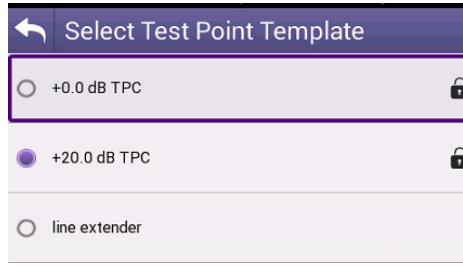 Select Test Point Template
+0.0 dB TPC
+20.0 dB TPC
line extender